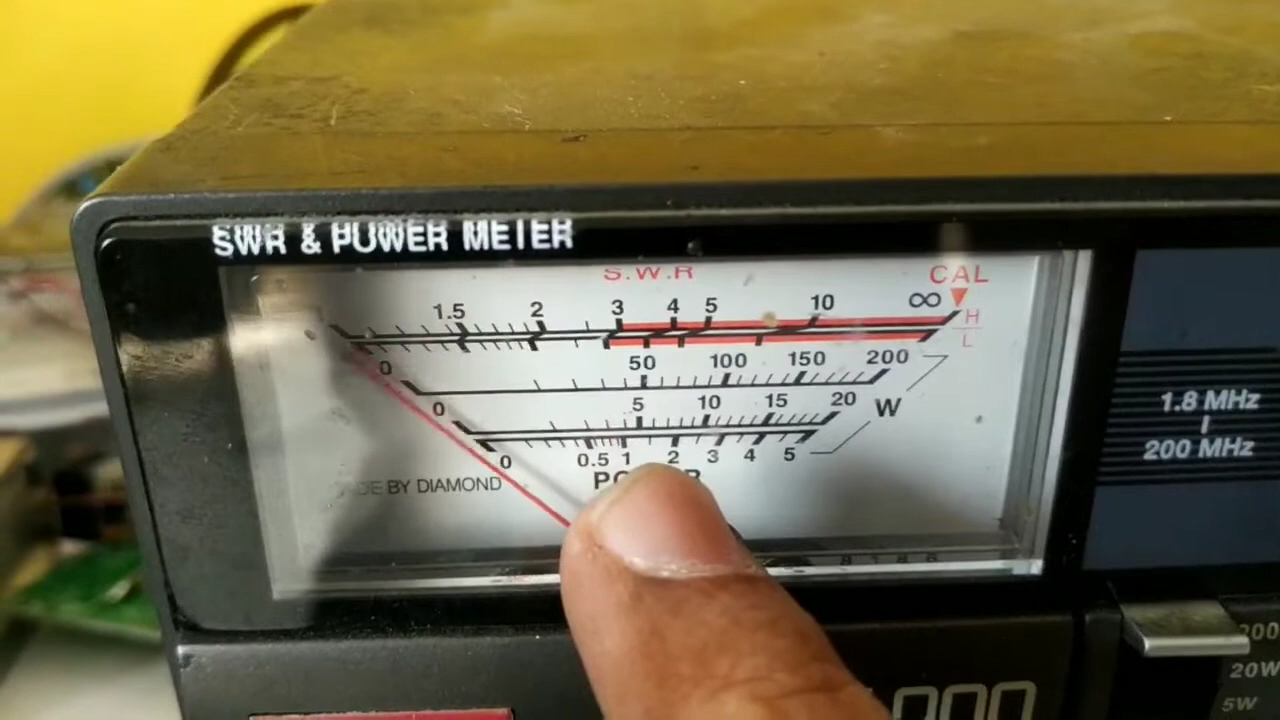 SWR & POWER METER
S.W.R CAL
1.5 2 3 4 5 10 ∞ H
L
0 50 100 150 200
0 5 10 15 20 W
0 0.5 1 2 3 4 5
BY DIAMOND
1.8 MHz
200 MHz
200
20W
5W